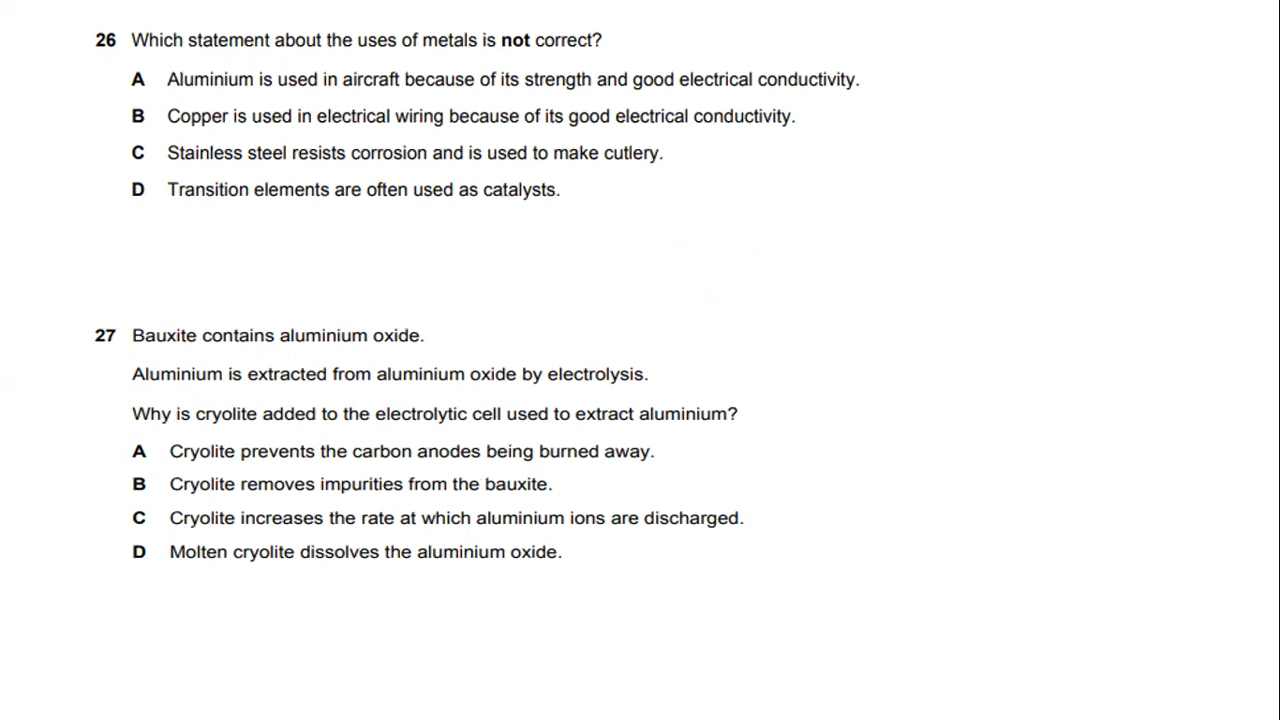 26 Which statement about the uses of metals is not correct?
A Aluminium is used in aircraft because of its strength and good electrical conductivity.
B Copper is used in electrical wiring because of its good electrical conductivity.
C Stainless steel resists corrosion and is used to make cutlery.
D Transition elements are often used as catalysts.
27 Bauxite contains aluminium oxide.
Aluminium is extracted from aluminium oxide by electrolysis.
Why is cryolite added to the electrolytic cell used to extract aluminium?
A Cryolite prevents the carbon anodes being burned away.
B Cryolite removes impurities from the bauxite.
C Cryolite increases the rate at which aluminium ions are discharged.
D Molten cryolite dissolves the aluminium oxide.